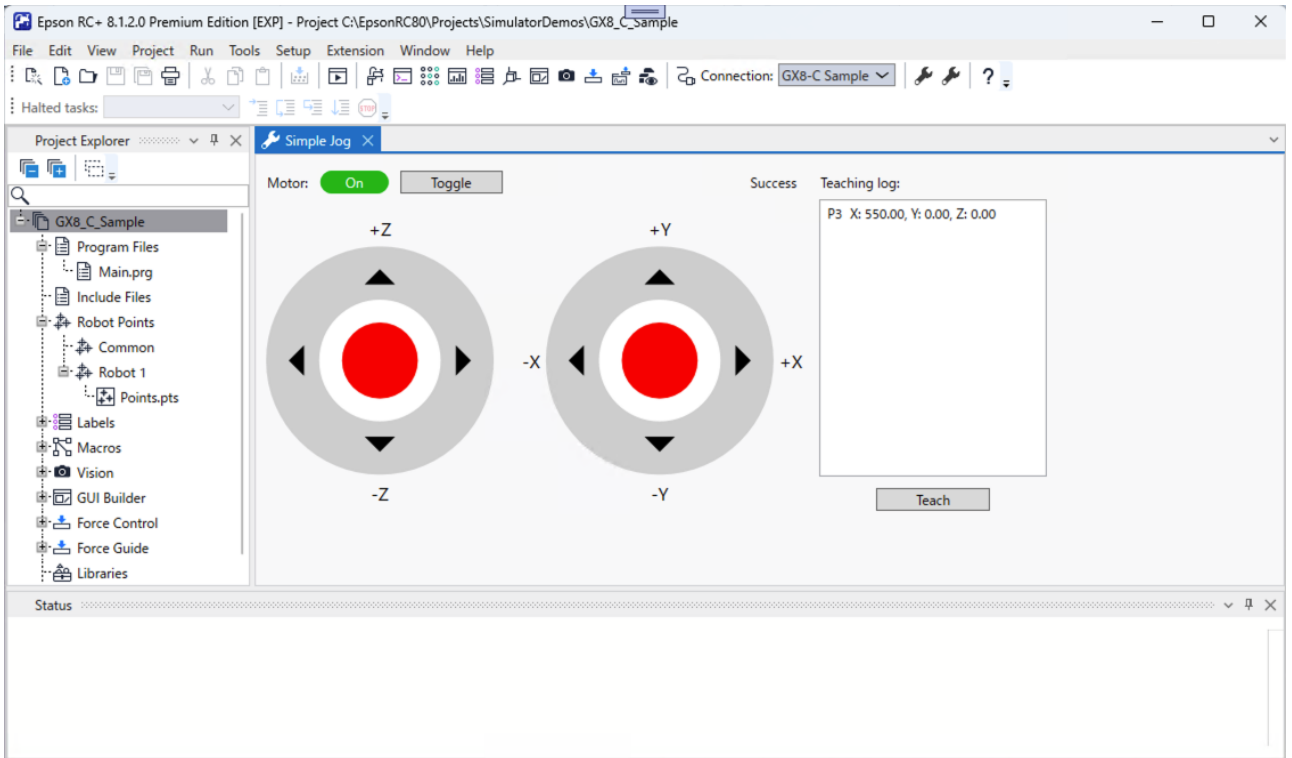 Epson RC+ 8.1.2.0 Premium Edition [EXP] - Project C:\EpsonRC80\Projects\SimulatorDemos\GX8_C_Sample
File Edit View Project Run Tools Setup Extension Window Help
Connection: GX8-C Sample
?
Halted tasks:
STOP
Project Explorer
Simple Jog
GX8_C_Sample
Program Files
Main.prg
Include Files
Robot Points
Common
Robot 1
Points.pts
Labels
Macros
Vision
GUI Builder
Force Control
Force Guide
Libraries
Motor: On Toggle
Success
Teaching log:
P3 X: 550.00, Y: 0.00, Z: 0.00
+Z
+Y
-X
+X
-Z
-Y
Teach
Status